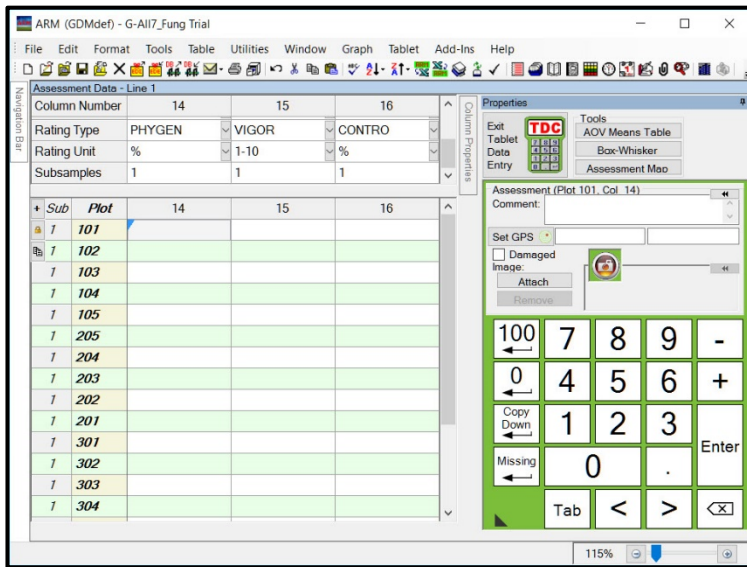 ARM (GDMdef) - G-All7_Fung Trial
File Edit Format Tools Table Utilities Window Graph Tablet Add-Ins Help
Navigation Bar
Assessment Data - Line 1
Column Number 14 15 16
Rating Type PHYGEN VIGOR CONTRO
Rating Unit % 1-10 %
Subsamples 1 1 1
Column Properties
+ Sub Plot 14 15 16
1 101
1 102
1 103
1 104
1 105
1 205
1 204
1 203
1 202
1 201
1 301
1 302
1 303
1 304
Properties
Exit Tablet Data Entry
TDC
Tools
AOV Means Table
Box-Whisker
Assessment Map
Assessment (Plot 101, Col 14)
Comment:
Set GPS
Damaged
Image:
Attach
Remove
100 7 8 9 -
0 4 5 6 +
Copy Down 1 2 3 Enter
Missing 0 .
Tab < >
115%